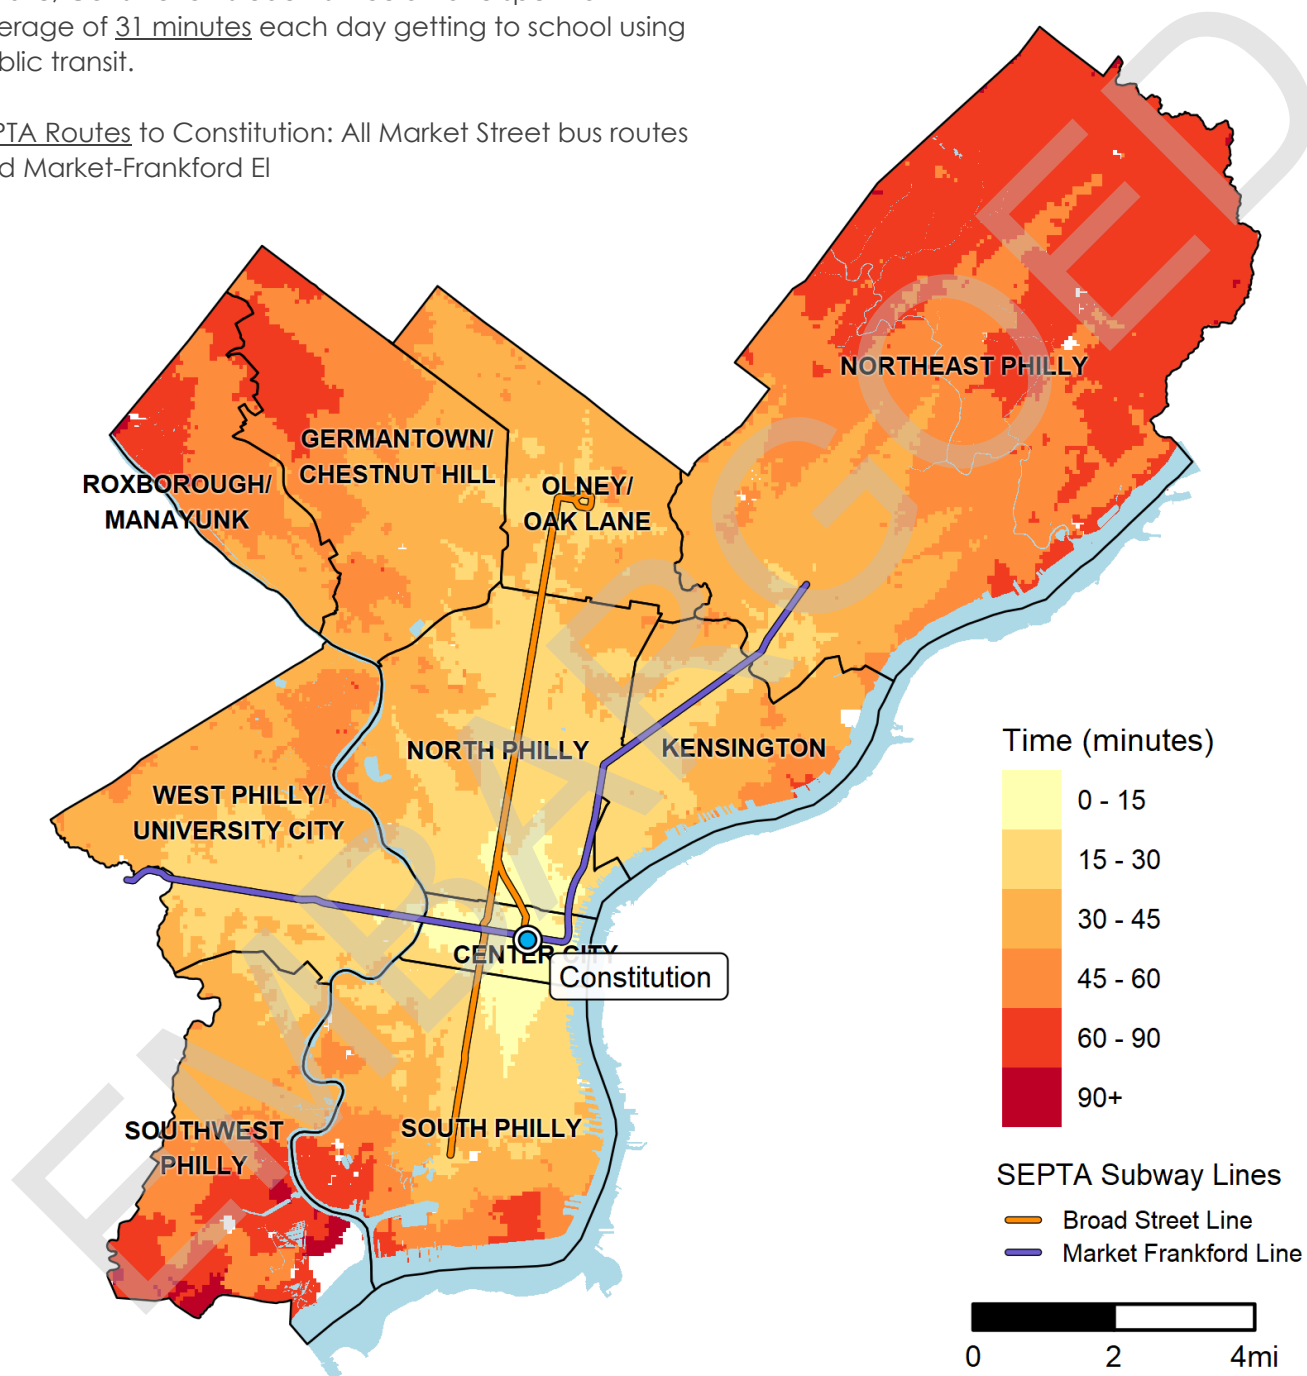 erage of 31 minutes each day getting to school using
blic transit.
PTA Routes to Constitution: All Market Street bus routes
d Market-Frankford El
EMBARGOED
NORTHEAST PHILLY
GERMANTOWN/
CHESTNUT HILL
ROXBOROUGH/
MANAYUNK
OLNEY/
OAK LANE
NORTH PHILLY
KENSINGTON
WEST PHILLY/
UNIVERSITY CITY
CENTER CITY
Constitution
SOUTHWEST
PHILLY
SOUTH PHILLY
Time (minutes)
0 - 15
15 - 30
30 - 45
45 - 60
60 - 90
90+
SEPTA Subway Lines
Broad Street Line
Market Frankford Line
0 2 4mi